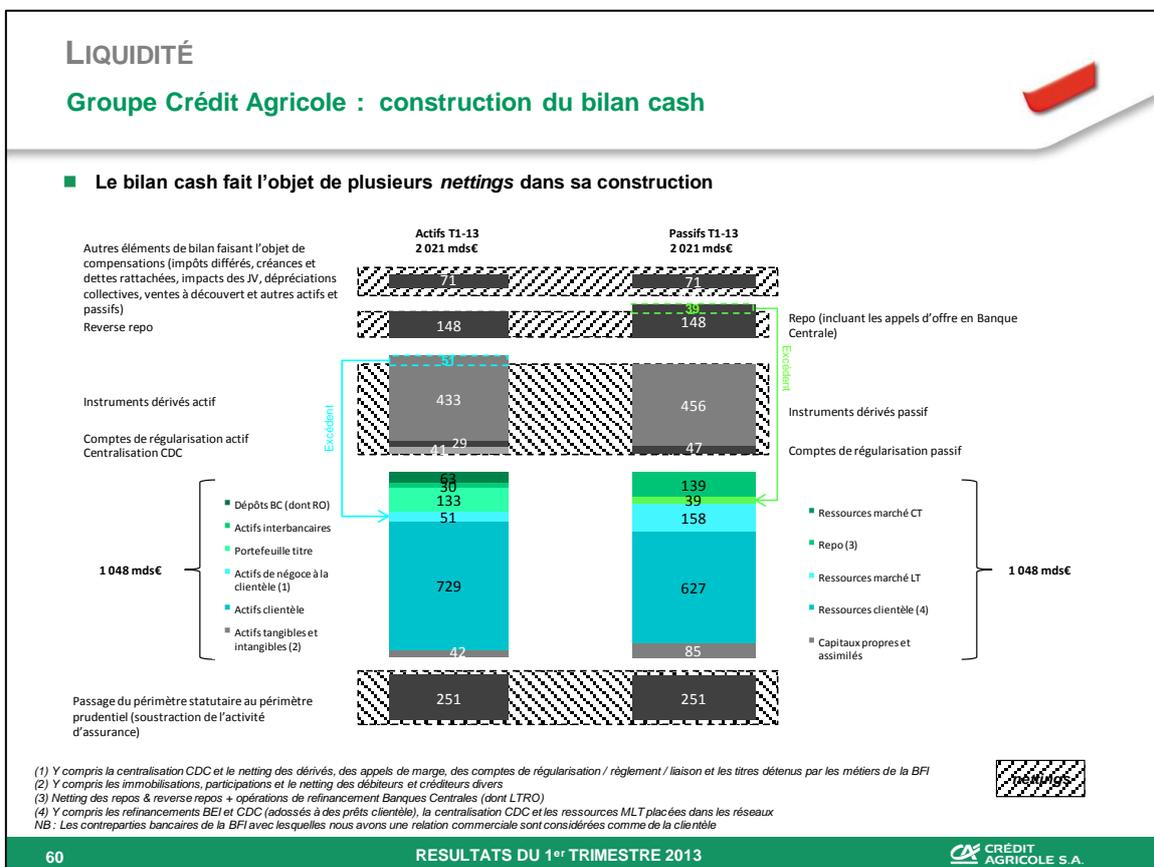 LIQUIDITÉ
Groupe Crédit Agricole : construction du bilan cash
Le bilan cash fait l'objet de plusieurs nettings dans sa construction
Actifs T1-13
2 021 mds€
Passifs T1-13
2 021 mds€
Autres éléments de bilan faisant l'objet de
compensations (impôts différés, créances et
dettes rattachées, impacts des JV, dépréciations
collectives, ventes à découvert et autres actifs et
passifs)
71
71
Reverse repo
148
39
148
Repo (incluant les appels d'offre en Banque
Centrale)
51
Excédent
Excédent
Instruments dérivés actif
433
456
Instruments dérivés passif
Comptes de régularisation actif
29
47
Comptes de régularisation passif
Centralisation CDC
41
1 048 mds€
Dépôts BC (dont RO)
Actifs interbancaires
Portefeuille titre
Actifs de négoce à la
clientèle (1)
Actifs clientèle
Actifs tangibles et
intangibles (2)
63
30
133
51
729
42
139
39
158
627
85
Ressources marché CT
Repo (3)
Ressources marché LT
Ressources clientèle (4)
Capitaux propres et
assimilés
1 048 mds€
Passage du périmètre statutaire au périmètre
prudentiel (soustraction de l'activité
d'assurance)
251
251
(1) Y compris la centralisation CDC et le netting des dérivés, des appels de marge, des comptes de régularisation / règlement / liaison et les titres détenus par les métiers de la BFI
(2) Y compris les immobilisations, participations et le netting des débiteurs et créditeurs divers
(3) Netting des repos & reverse repos + opérations de refinancement Banques Centrales (dont LTRO)
(4) Y compris les refinancements BEI et CDC (adossés à des prêts clientèle), la centralisation CDC et les ressources MLT placées dans les réseaux
NB : Les contreparties bancaires de la BFI avec lesquelles nous avons une relation commerciale sont considérées comme de la clientèle
nettings
60
RESULTATS DU 1er TRIMESTRE 2013
CRÉDIT
AGRICOLE S.A.